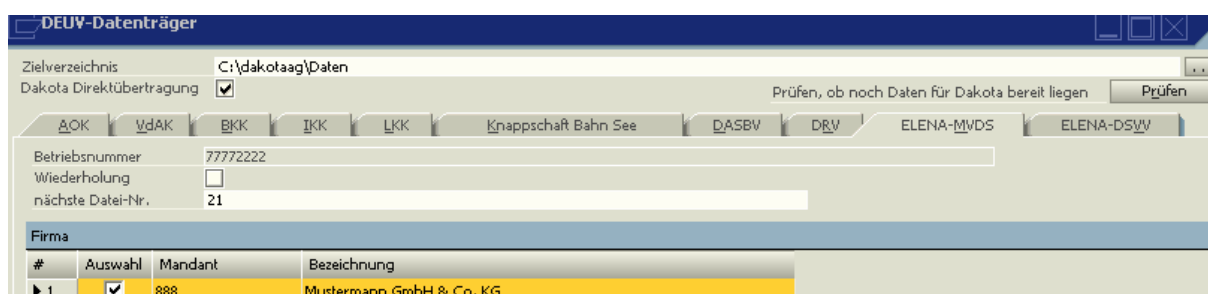 DEÜV-Datenträger
Zielverzeichnis C:\dakotaag\Daten ...
Dakota Direktübertragung Prüfen, ob noch Daten für Dakota bereit liegen Prüfen
AOK VdAK BKK IKK LKK Knappschaft Bahn See DASBV DRV ELENA-MVDS ELENA-DSVV
Betriebsnummer 77772222
Wiederholung
nächste Datei-Nr. 21
Firma
# Auswahl Mandant Bezeichnung
1 888 Mustermann GmbH & Co. KG